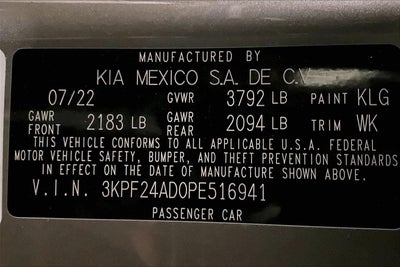 MANUFACTURED BY
KIA MEXICO S.A. DE C.V
07/22 GVWR 3792 LB PAINT KLG
GAWR FRONT 2183 LB GAWR REAR 2094 LB TRIM WK
THIS VEHICLE CONFORMS TO ALL APPLICABLE U.S.A. FEDERAL
MOTOR VEHICLE SAFETY, BUMPER, AND THEFT PREVENTION STANDARDS
IN EFFECT ON THE DATE OF MANUFACTURE SHOWN ABOVE.
V.I.N. 3KPF24AD0PE516941
PASSENGER CAR